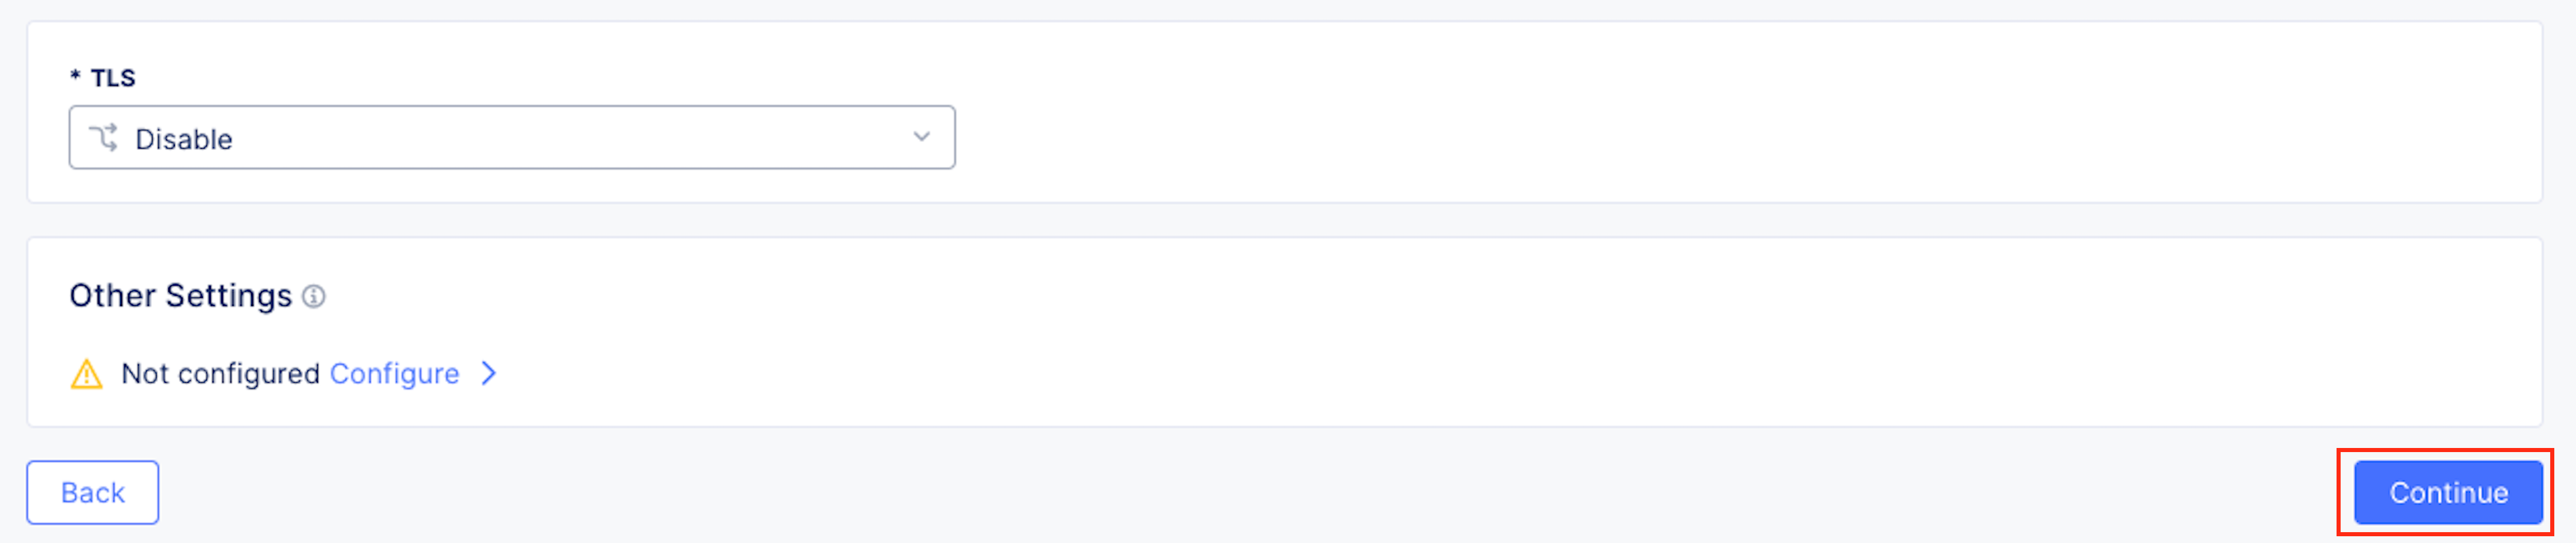 * TLS
Disable
Other Settings
Not configured Configure
Back
Continue